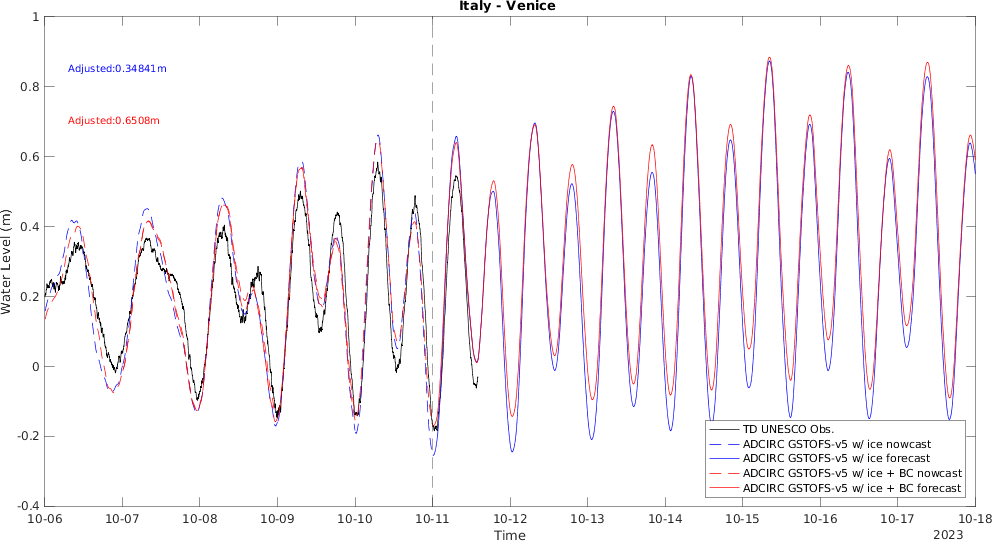 Italy - Venice
1
0.8
0.6
0.4
0.2
0
-0.2
-0.4
Water Level (m)
Adjusted:0.34841m
Adjusted:0.6508m
TD UNESCO Obs.
ADCIRC GSTOFS-v5 w/ ice nowcast
ADCIRC GSTOFS-v5 w/ ice forecast
ADCIRC GSTOFS-v5 w/ ice + BC nowcast
ADCIRC GSTOFS-v5 w/ ice + BC forecast
10-06 10-07 10-08 10-09 10-10 10-11 10-12 10-13 10-14 10-15 10-16 10-17 10-18
Time
2023